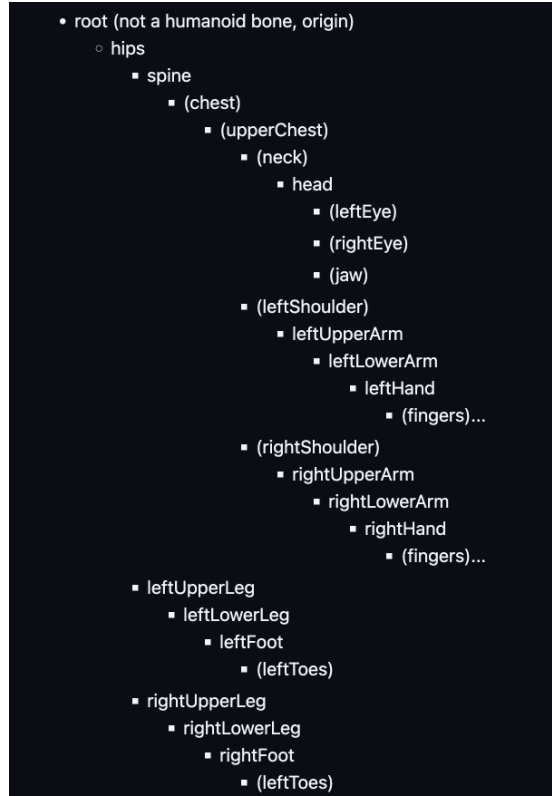 root (not a humanoid bone, origin)
hips
spine
(chest)
(upperChest)
(neck)
head
(leftEye)
(rightEye)
(jaw)
(leftShoulder)
leftUpperArm
leftLowerArm
leftHand
(fingers)...
(rightShoulder)
rightUpperArm
rightLowerArm
rightHand
(fingers)...
leftUpperLeg
leftLowerLeg
leftFoot
(leftToes)
rightUpperLeg
rightLowerLeg
rightFoot
(leftToes)